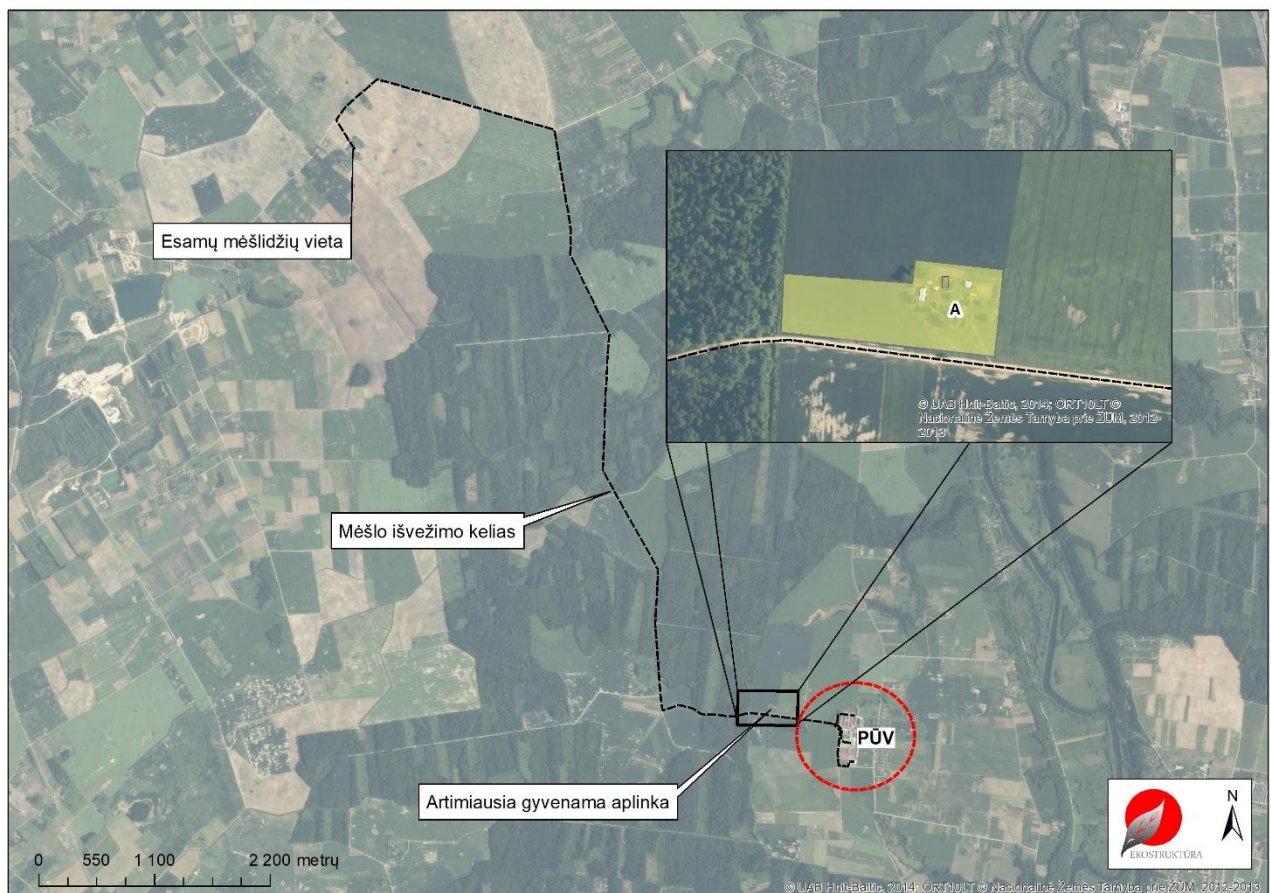 Esamų mėšlidžių vieta
A
© UAB Hnit-Baltic, 2014; ORT10LT ©
Nacionalinė Žemės Tarnyba prie ŽŪM, 2012-
2013
Mėšlo išvežimo kelias
PŪV
Artimiausia gyvenama aplinka
N
EKOSTRUKTŪRA
0 550 1 100 2 200 metrų
© UAB Hnit-Baltic, 2014; ORT10LT © Nacionalinė Žemės Tarnyba prie ŽŪM, 2012-2013